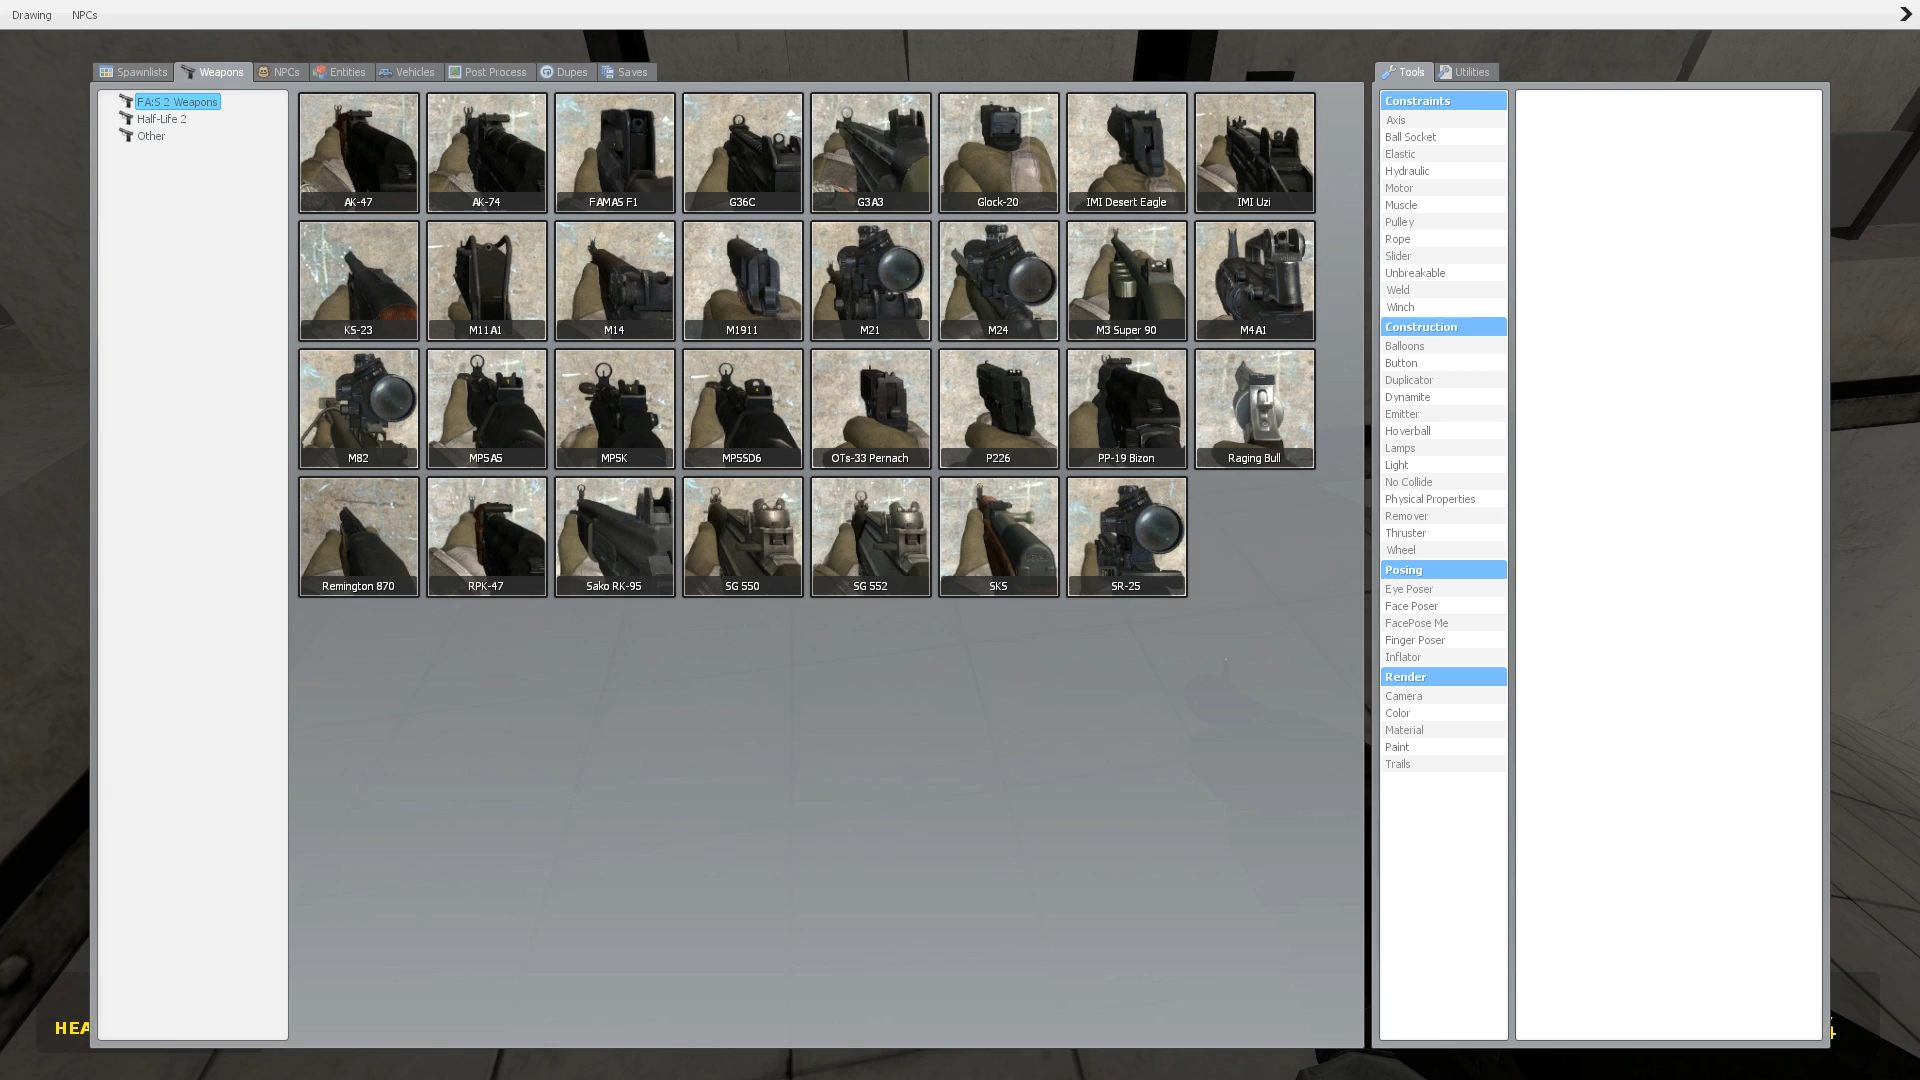 Drawing NPCs
Spawnlists Weapons NPCs Entities Vehicles Post Process Dupes Saves
FA:S 2 Weapons
Half-Life 2
Other
AK-47 AK-74 FAMAS F1 G36C G3A3 Glock-20 IMI Desert Eagle IMI Uzi
KS-23 M11A1 M14 M1911 M21 M24 M3 Super 90 M4A1
M82 MP5A5 MP5K MP5SD6 OTs-33 Pernach P226 PP-19 Bizon Raging Bull
Remington 870 RPK-47 Sako RK-95 SG 550 SG 552 SKS SR-25
HEA
Tools Utilities
Constraints
Axis
Ball Socket
Elastic
Hydraulic
Motor
Muscle
Pulley
Rope
Slider
Unbreakable
Weld
Winch
Construction
Balloons
Button
Duplicator
Dynamite
Emitter
Hoverball
Lamps
Light
No Collide
Physical Properties
Remover
Thruster
Wheel
Posing
Eye Poser
Face Poser
FacePose Me
Finger Poser
Inflator
Render
Camera
Color
Material
Paint
Trails